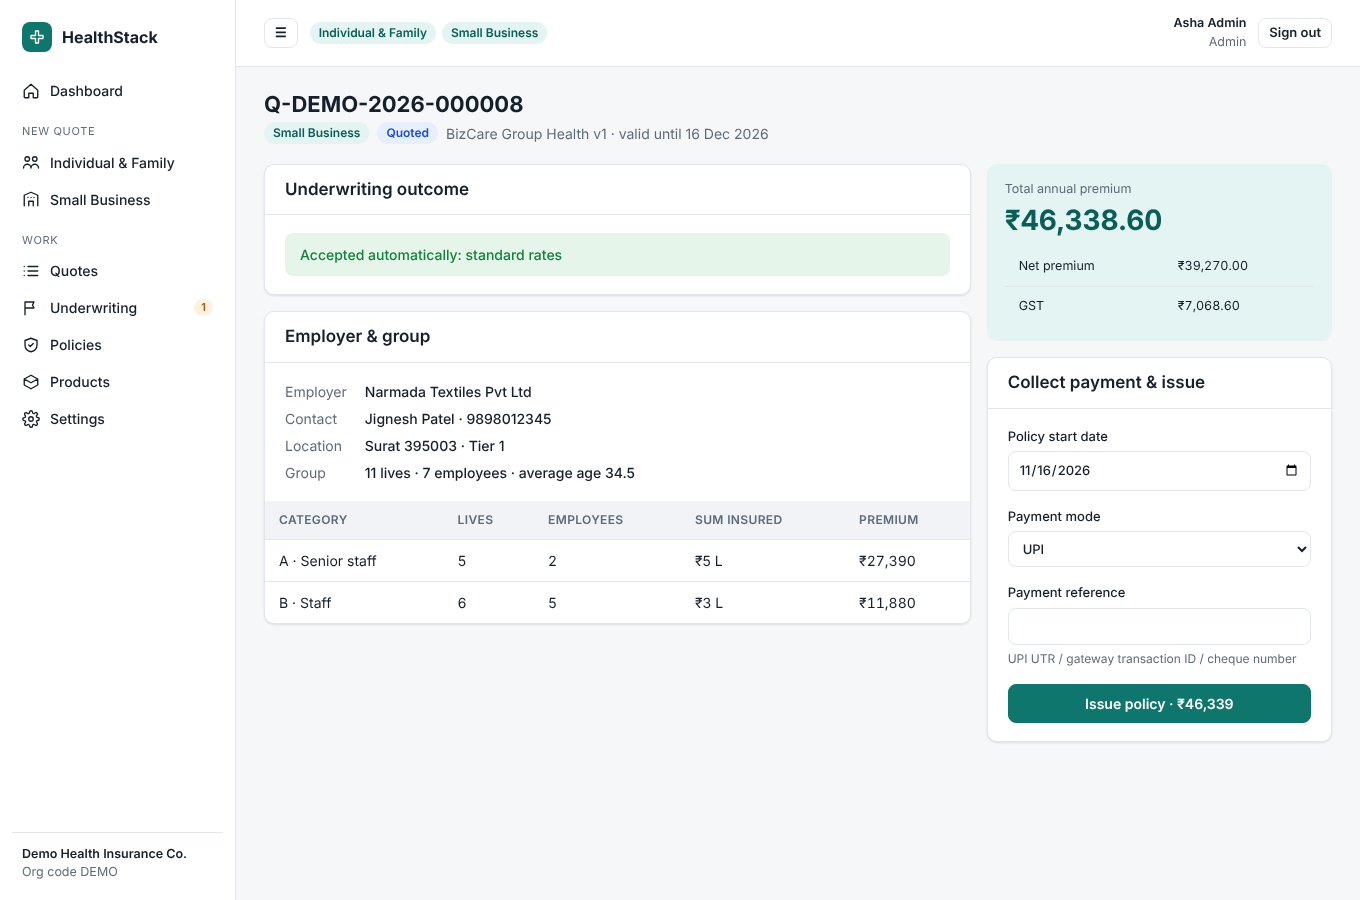 HealthStack
Dashboard
NEW QUOTE
Individual & Family
Small Business
WORK
Quotes
Underwriting 1
Policies
Products
Settings
Demo Health Insurance Co.
Org code DEMO
☰ Individual & Family Small Business
Asha Admin
Admin
Sign out
Q-DEMO-2026-000008
Small Business Quoted BizCare Group Health v1 · valid until 16 Dec 2026
Underwriting outcome
Accepted automatically: standard rates
Employer & group
Employer Narmada Textiles Pvt Ltd
Contact Jignesh Patel · 9898012345
Location Surat 395003 · Tier 1
Group 11 lives · 7 employees · average age 34.5
CATEGORY LIVES EMPLOYEES SUM INSURED PREMIUM
A · Senior staff 5 2 ₹5 L ₹27,390
B · Staff 6 5 ₹3 L ₹11,880
Total annual premium
₹46,338.60
Net premium ₹39,270.00
GST ₹7,068.60
Collect payment & issue
Policy start date
11/16/2026
Payment mode
UPI
Payment reference
UPI UTR / gateway transaction ID / cheque number
Issue policy · ₹46,339